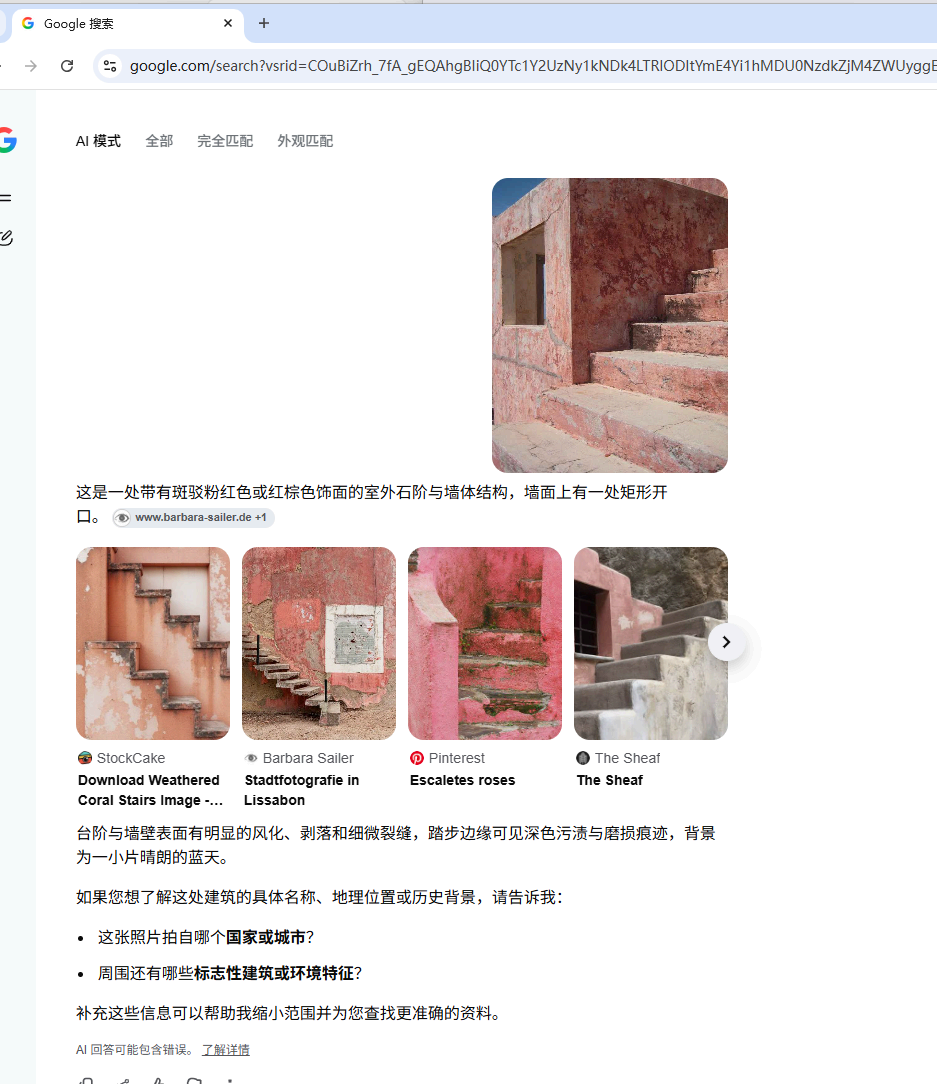 Google 搜索
google.com/search?vsrid=COuBiZrh_7fA_gEQAhgBIiQ0YTc1Y2UzNy1kNDk4LTRlODItYmE4Yi1hMDU0NzdkZjM4ZWUyggE
AI 模式 全部 完全匹配 外观匹配
这是一处带有斑驳粉红色或红棕色饰面的室外石阶与墙体结构，墙面上有一处矩形开
口。 www.barbara-sailer.de +1
StockCake
Download Weathered
Coral Stairs Image -…
Barbara Sailer
Stadtfotografie in
Lissabon
Pinterest
Escaletes roses
The Sheaf
The Sheaf
台阶与墙壁表面有明显的风化、剥落和细微裂缝，踏步边缘可见深色污渍与磨损痕迹，背景
为一小片晴朗的蓝天。
如果您想了解这处建筑的具体名称、地理位置或历史背景，请告诉我：
• 这张照片拍自哪个国家或城市？
• 周围还有哪些标志性建筑或环境特征？
补充这些信息可以帮助我缩小范围并为您查找更准确的资料。
AI 回答可能包含错误。 了解详情